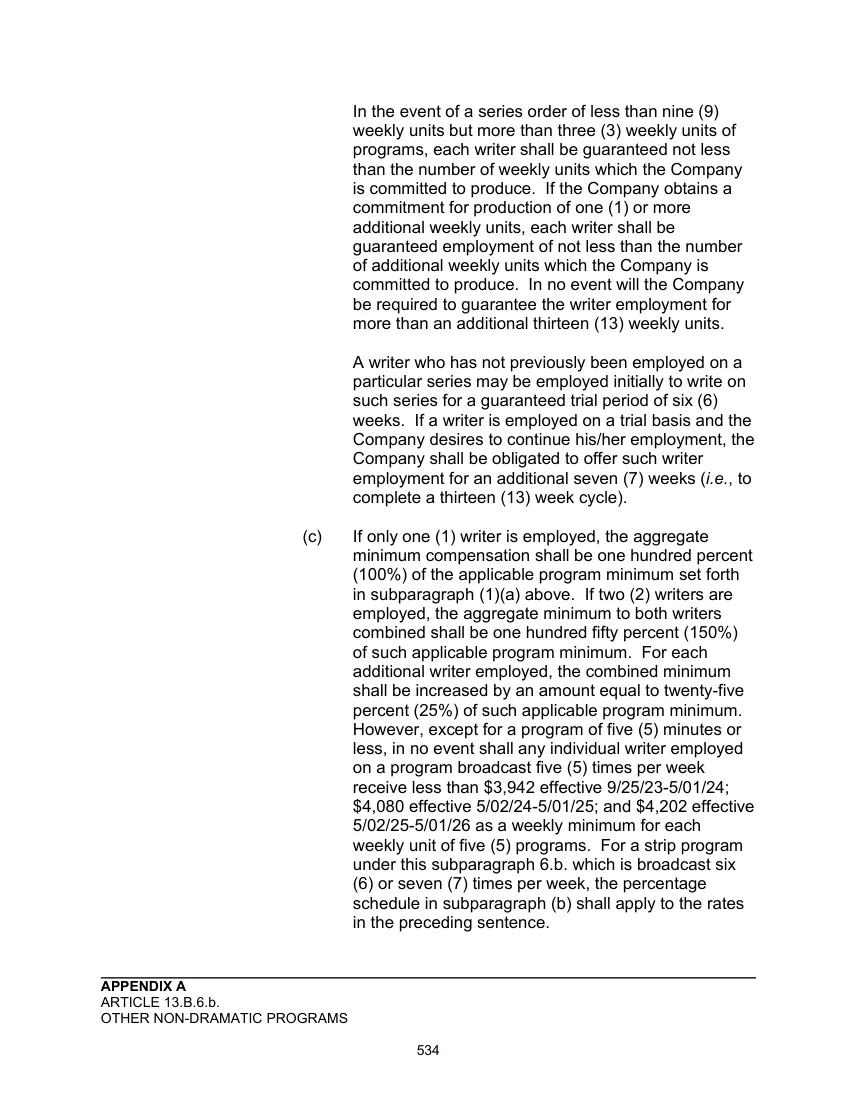 In the event of a series order of less than nine (9)
weekly units but more than three (3) weekly units of
programs, each writer shall be guaranteed not less
than the number of weekly units which the Company
is committed to produce.  If the Company obtains a
commitment for production of one (1) or more
additional weekly units, each writer shall be
guaranteed employment of not less than the number
of additional weekly units which the Company is
committed to produce.  In no event will the Company
be required to guarantee the writer employment for
more than an additional thirteen (13) weekly units.
A writer who has not previously been employed on a
particular series may be employed initially to write on
such series for a guaranteed trial period of six (6)
weeks.  If a writer is employed on a trial basis and the
Company desires to continue his/her employment, the
Company shall be obligated to offer such writer
employment for an additional seven (7) weeks (i.e., to
complete a thirteen (13) week cycle).
(c) If only one (1) writer is employed, the aggregate
minimum compensation shall be one hundred percent
(100%) of the applicable program minimum set forth
in subparagraph (1)(a) above.  If two (2) writers are
employed, the aggregate minimum to both writers
combined shall be one hundred fifty percent (150%)
of such applicable program minimum.  For each
additional writer employed, the combined minimum
shall be increased by an amount equal to twenty-five
percent (25%) of such applicable program minimum.
However, except for a program of five (5) minutes or
less, in no event shall any individual writer employed
on a program broadcast five (5) times per week
receive less than $3,942 effective 9/25/23-5/01/24;
$4,080 effective 5/02/24-5/01/25; and $4,202 effective
5/02/25-5/01/26 as a weekly minimum for each
weekly unit of five (5) programs.  For a strip program
under this subparagraph 6.b. which is broadcast six
(6) or seven (7) times per week, the percentage
schedule in subparagraph (b) shall apply to the rates
in the preceding sentence.
APPENDIX A
ARTICLE 13.B.6.b.
OTHER NON-DRAMATIC PROGRAMS
534